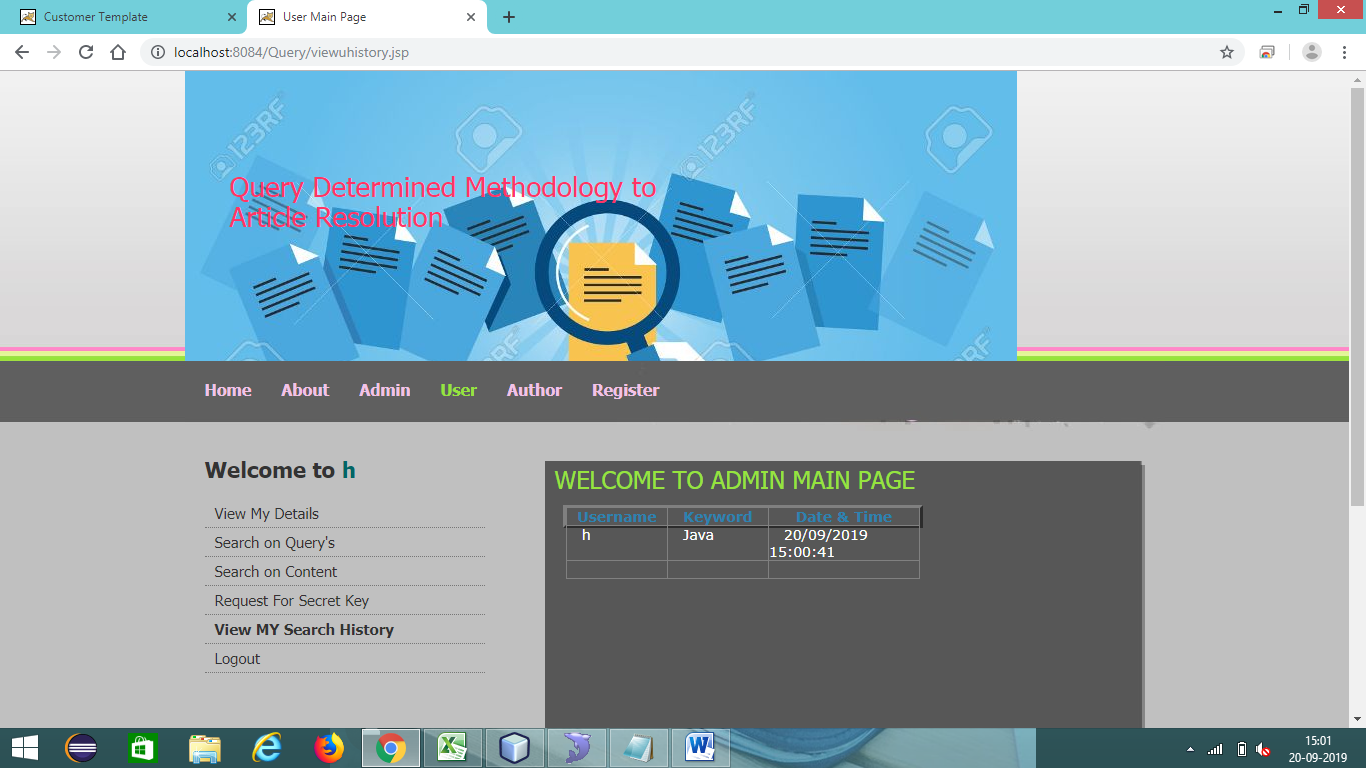 Customer Template
User Main Page
localhost:8084/Query/viewuhistory.jsp
123RF
123RF
Query Determined Methodology to
Article Resolution
Home About Admin User Author Register
Welcome to h
View My Details
Search on Query's
Search on Content
Request For Secret Key
View MY Search History
Logout
WELCOME TO ADMIN MAIN PAGE
Username Keyword Date & Time
h Java 20/09/2019
15:00:41
15:01
20-09-2019